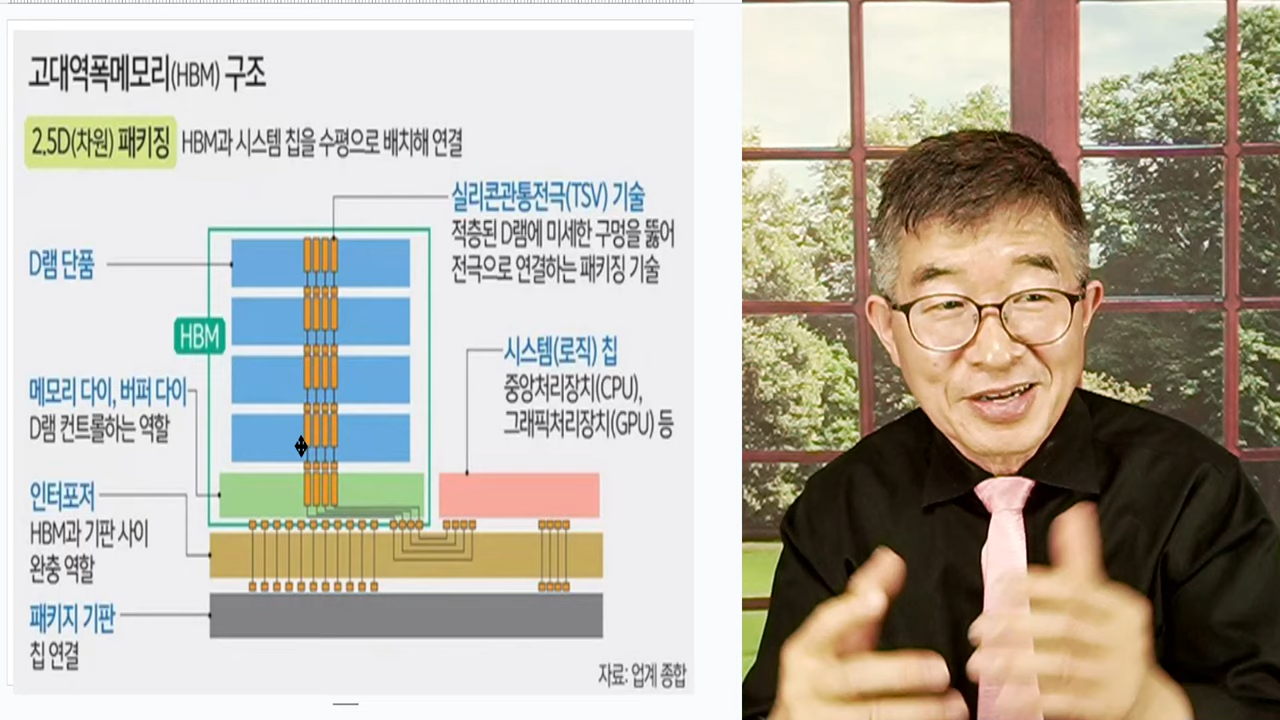 고대역폭메모리(HBM) 구조
2.5D(차원) 패키징 HBM과 시스템 칩을 수평으로 배치해 연결
실리콘관통전극(TSV) 기술
적층된 D램에 미세한 구멍을 뚫어
전극으로 연결하는 패키징 기술
D램 단품
HBM
시스템(로직) 칩
중앙처리장치(CPU),
그래픽처리장치(GPU) 등
메모리 다이, 버퍼 다이
D램 컨트롤하는 역할
인터포저
HBM과 기판 사이
완충 역할
패키지 기판
칩 연결
자료: 업계 종합